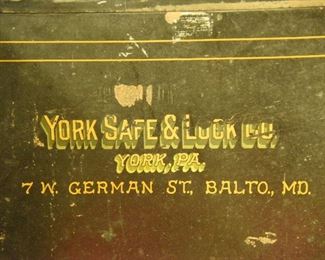 YORK SAFE & LOCK CO.
YORK, PA.
7 W. GERMAN ST., BALTO., MD.